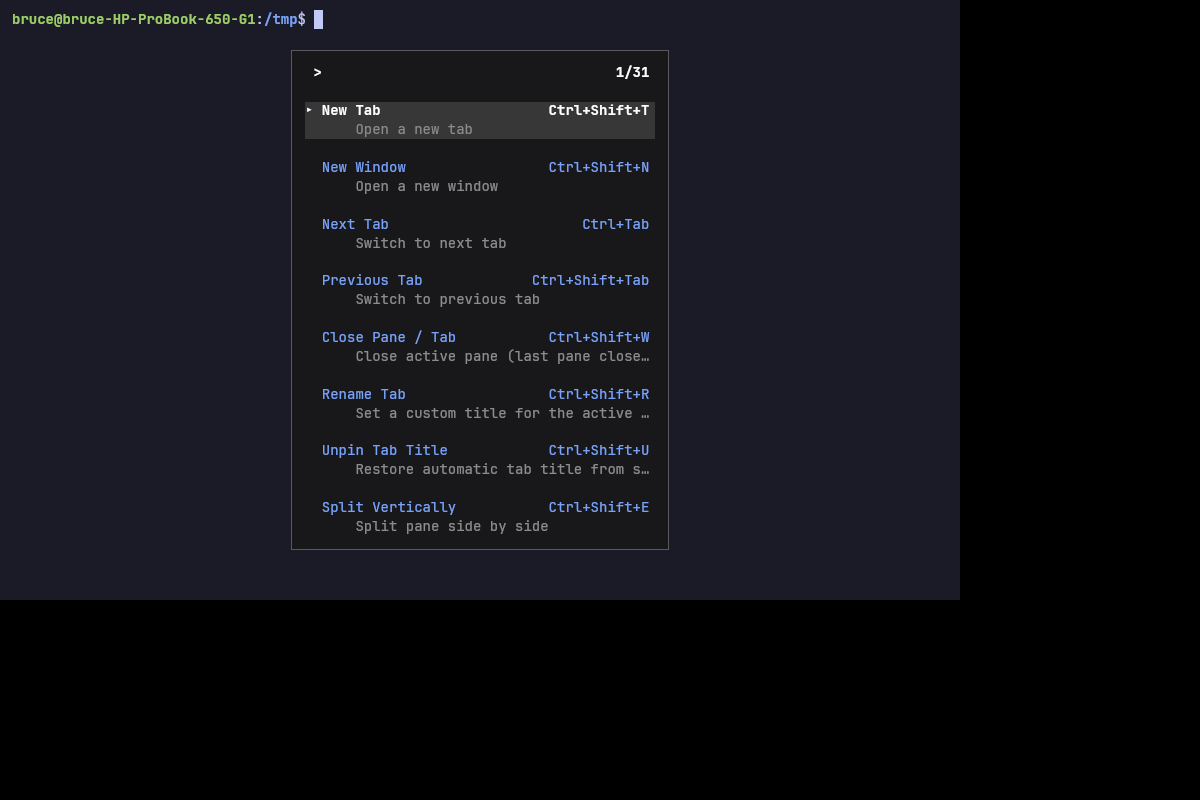 bruce@bruce-HP-ProBook-650-G1:/tmp$
> 1/31
▸ New Tab Ctrl+Shift+T
Open a new tab
New Window Ctrl+Shift+N
Open a new window
Next Tab Ctrl+Tab
Switch to next tab
Previous Tab Ctrl+Shift+Tab
Switch to previous tab
Close Pane / Tab Ctrl+Shift+W
Close active pane (last pane close…
Rename Tab Ctrl+Shift+R
Set a custom title for the active …
Unpin Tab Title Ctrl+Shift+U
Restore automatic tab title from s…
Split Vertically Ctrl+Shift+E
Split pane side by side